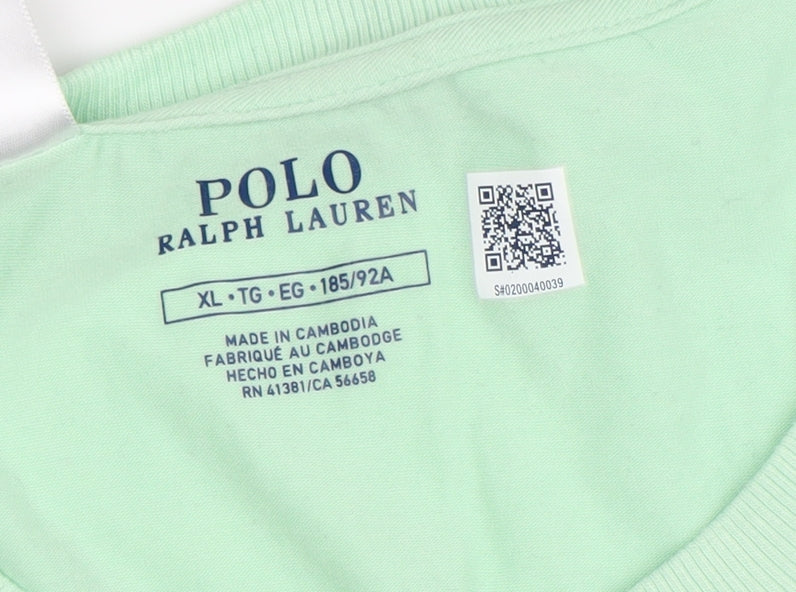 POLO
RALPH LAUREN
XL • TG • EG • 185/92A
MADE IN CAMBODIA
FABRIQUÉ AU CAMBODGE
HECHO EN CAMBOYA
RN 41381/CA 56658
S#0200040039